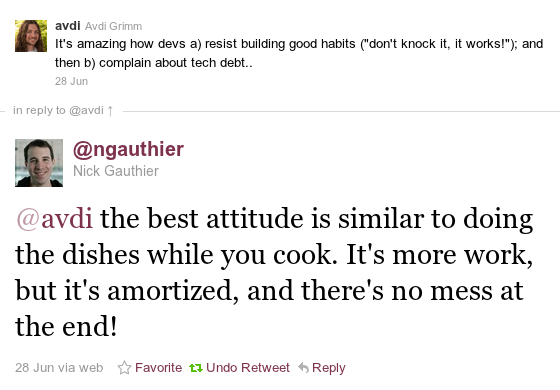 avdi Avdi Grimm
It's amazing how devs a) resist building good habits ("don't knock it, it works!"); and
then b) complain about tech debt..
28 Jun
in reply to @avdi ↑
@ngauthier
Nick Gauthier
@avdi the best attitude is similar to doing
the dishes while you cook. It's more work,
but it's amortized, and there's no mess at
the end!
28 Jun via web Favorite Undo Retweet Reply